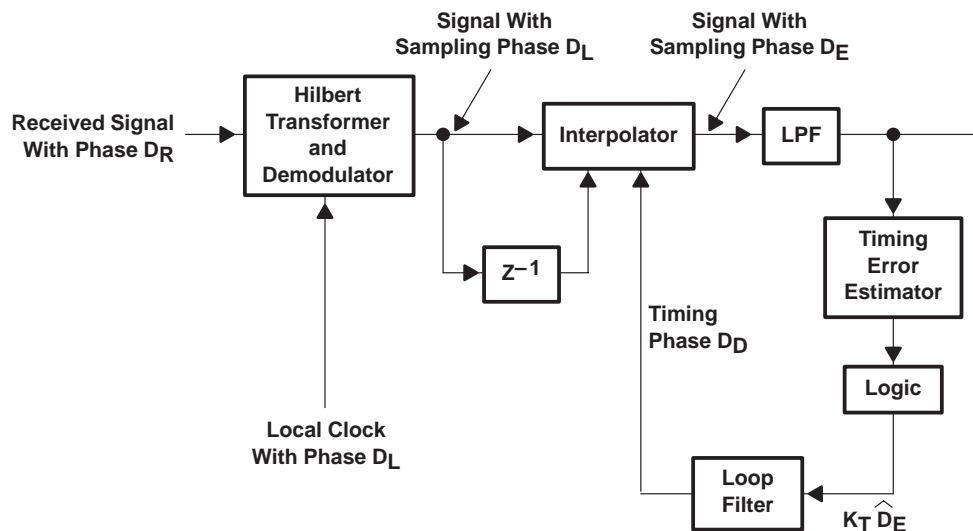 Signal With
Sampling Phase DL
Signal With
Sampling Phase DE
Received Signal
With Phase DR
Hilbert
Transformer
and
Demodulator
Interpolator
LPF
Z–1
Timing
Error
Estimator
Timing
Phase DD
Logic
Local Clock
With Phase DL
Loop
Filter
KT D̂E